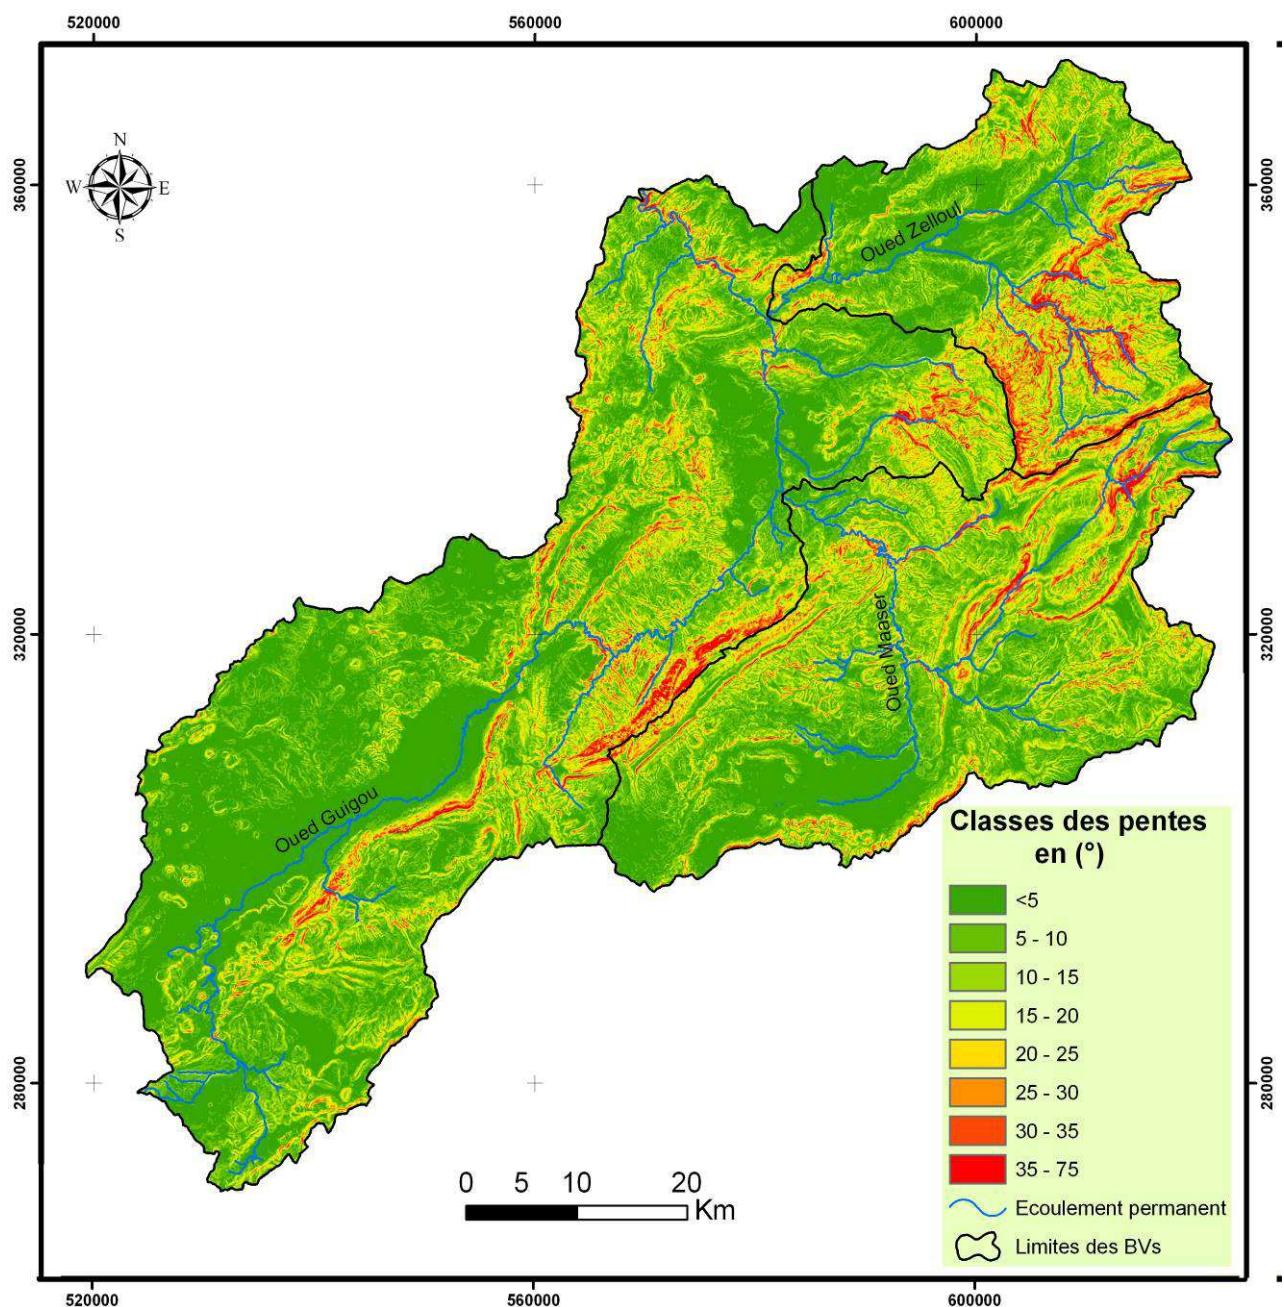 520000
560000
600000
360000
360000
N
W
E
S
Oued Zelloul
320000
320000
Oued Maaser
Oued Guigou
Classes des pentes
en (°)
<5
5 - 10
10 - 15
15 - 20
20 - 25
25 - 30
30 - 35
35 - 75
Ecoulement permanent
Limites des BVs
280000
280000
0 5 10 20
Km
520000
560000
600000